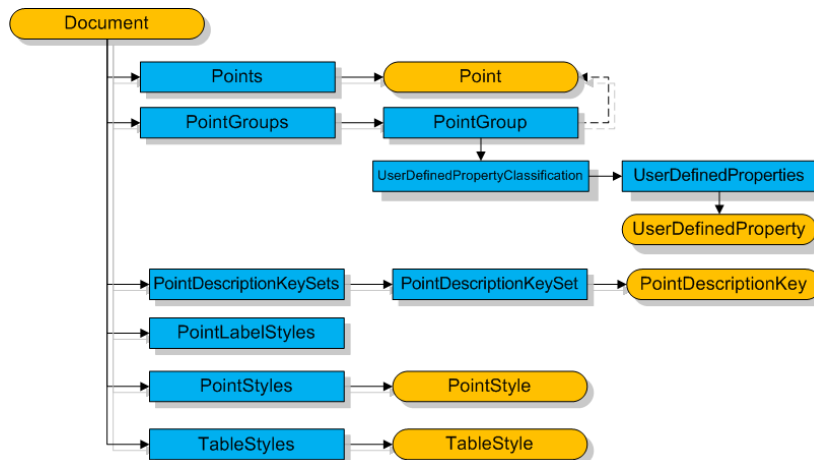 Document
Points
Point
PointGroups
PointGroup
UserDefinedPropertyClassification
UserDefinedProperties
UserDefinedProperty
PointDescriptionKeySets
PointDescriptionKeySet
PointDescriptionKey
PointLabelStyles
PointStyles
PointStyle
TableStyles
TableStyle